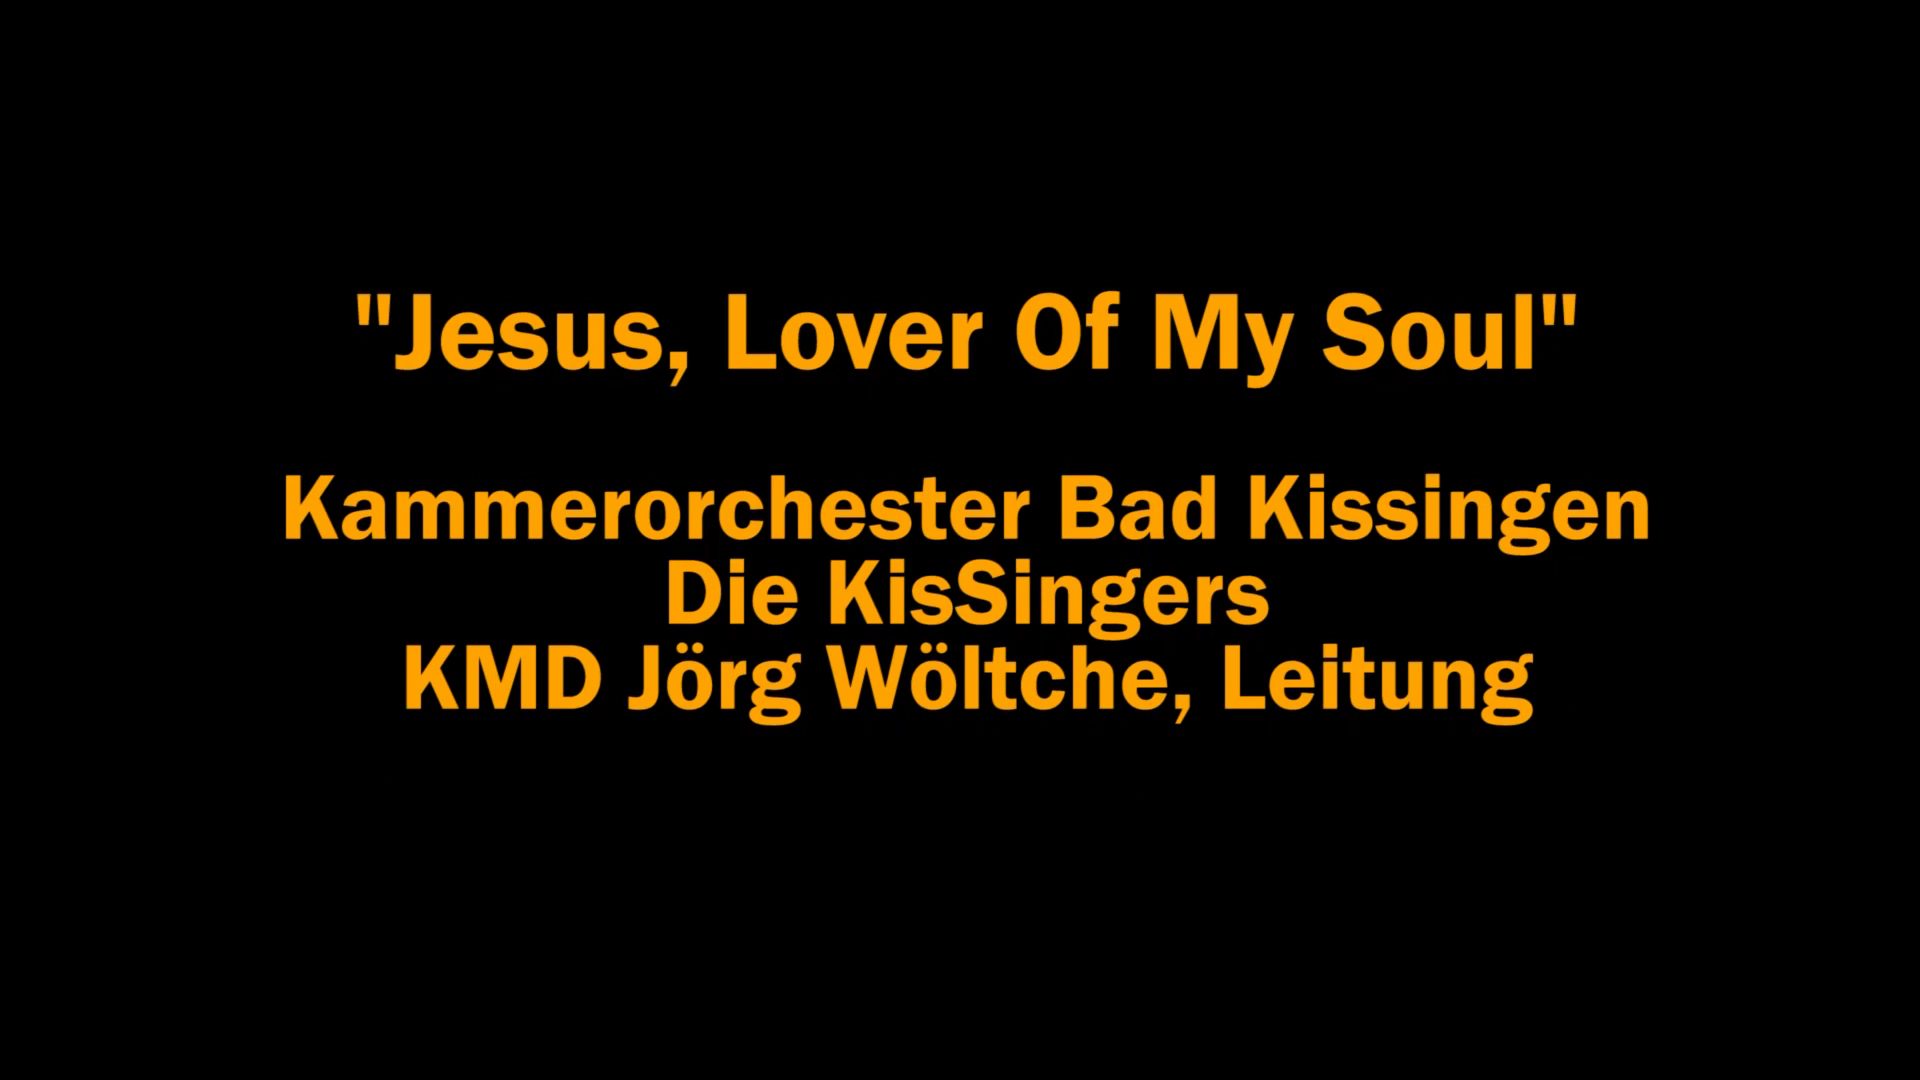 "Jesus, Lover Of My Soul"
Kammerorchester Bad Kissingen
Die KisSingers
KMD Jörg Wöltche, Leitung